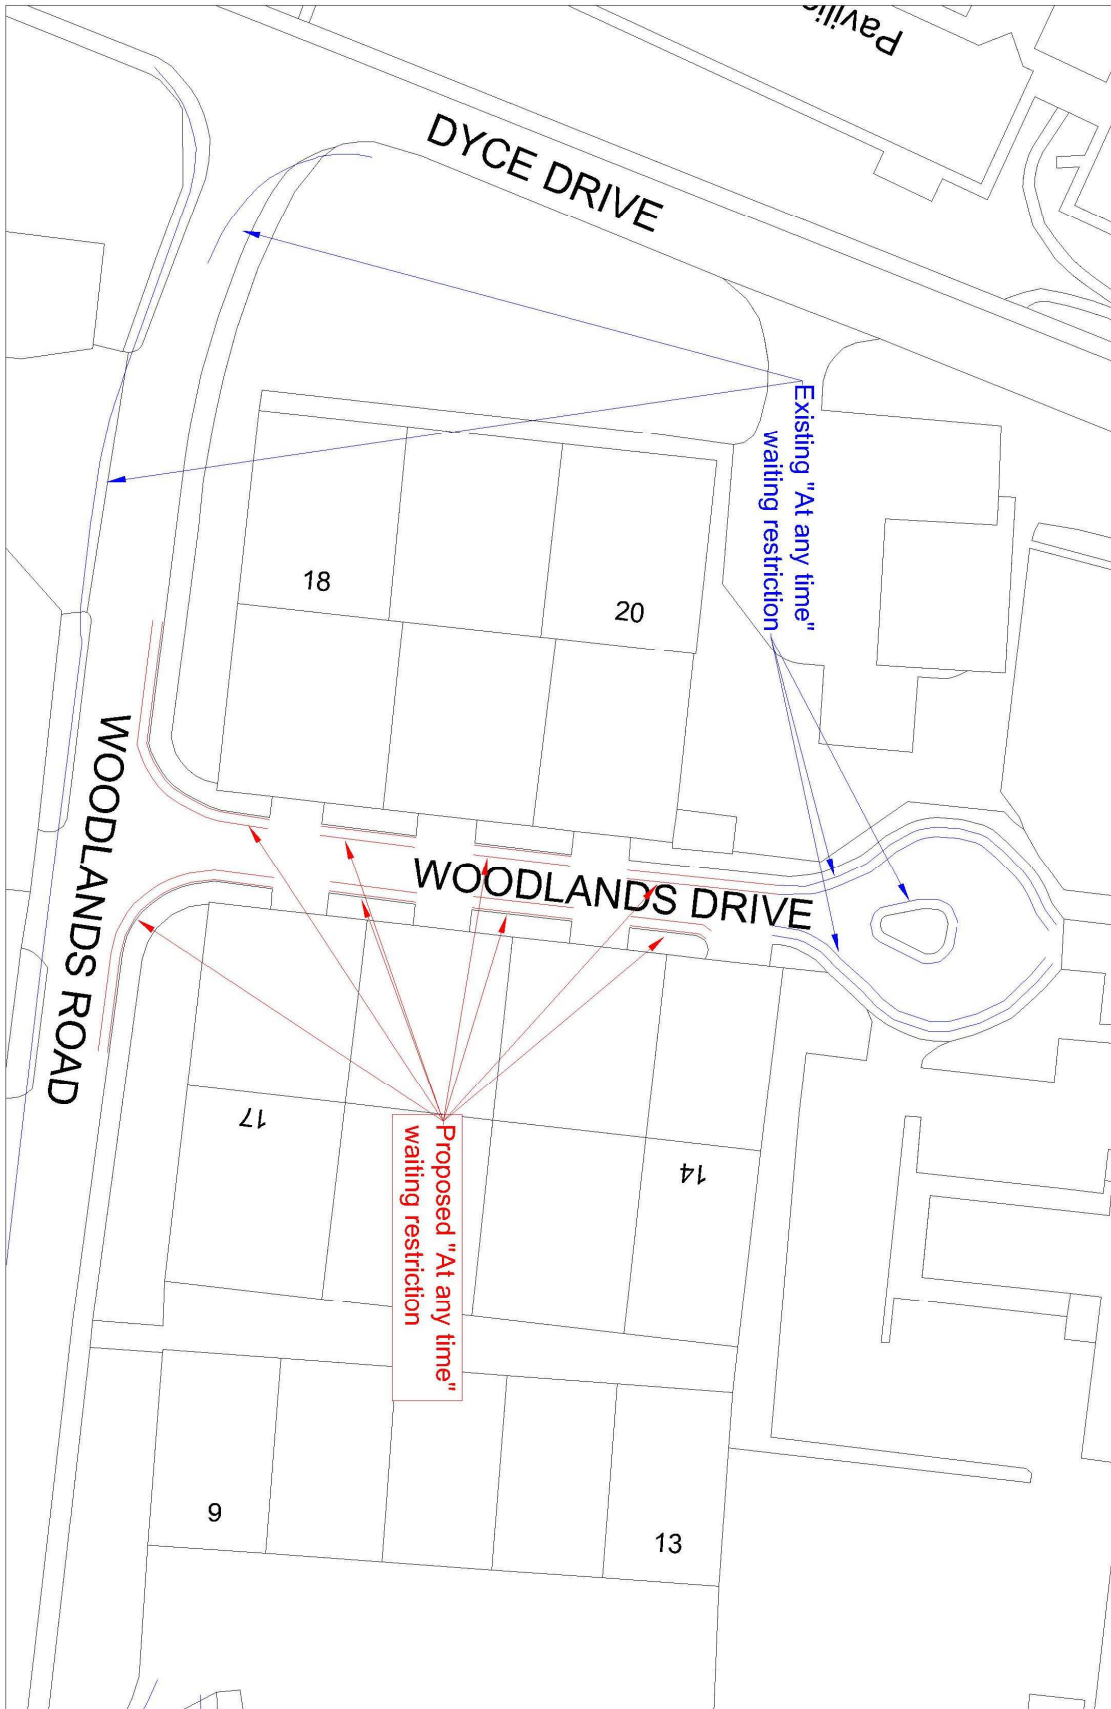 DYCE DRIVE
Existing "At any time"
waiting restriction
18
20
WOODLANDS ROAD
WOODLANDS DRIVE
17
14
Proposed "At any time"
waiting restriction
9
13